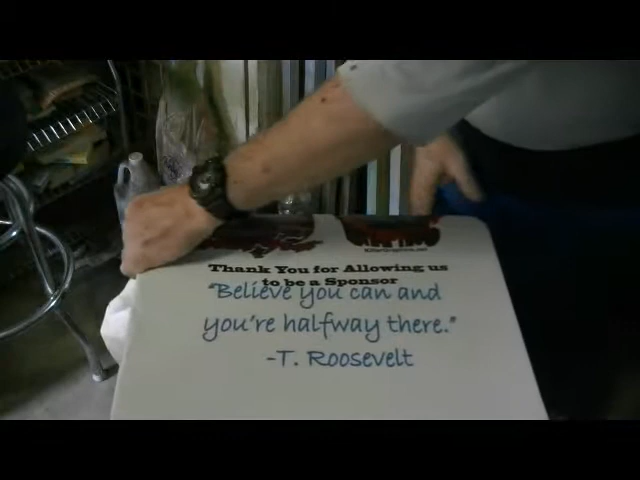 Thank You for Allowing us
to be a Sponsor
"Believe you can and
you're halfway there."
-T. Roosevelt